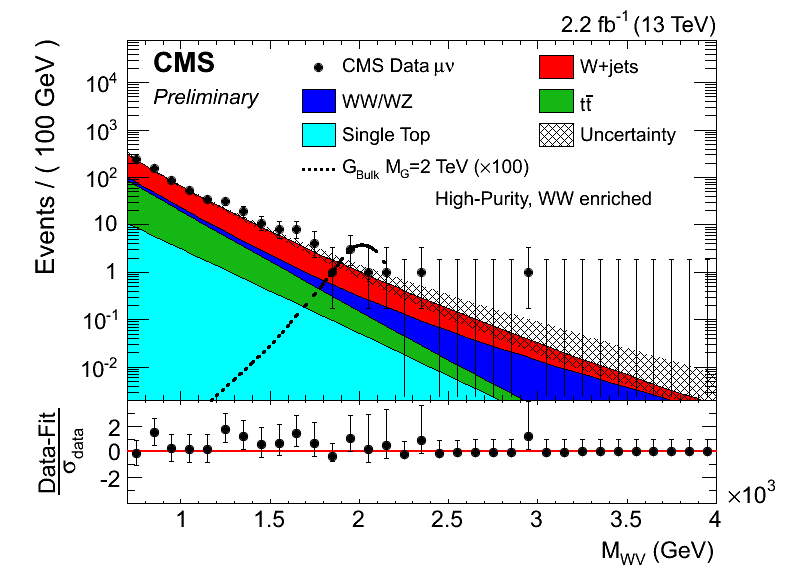 2.2 fb⁻¹ (13 TeV)
CMS
Preliminary
CMS Data μν
W+jets
WW/WZ
tt̄
Single Top
Uncertainty
G_Bulk M_G=2 TeV (×100)
High-Purity, WW enriched
Events / ( 100 GeV )
10⁴
10³
10²
10
1
10⁻¹
10⁻²
Data-Fit
σ_data
2
0
-2
1
1.5
2
2.5
3
3.5
4
×10³
M_WV (GeV)